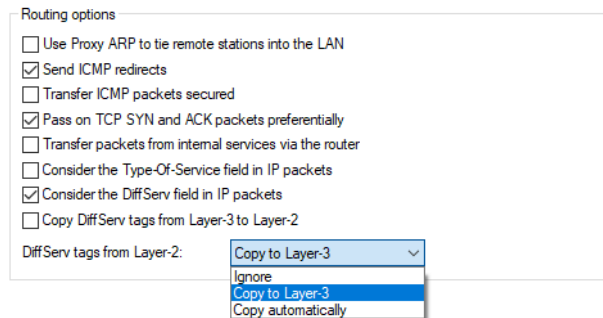 Routing options
Use Proxy ARP to tie remote stations into the LAN
Send ICMP redirects
Transfer ICMP packets secured
Pass on TCP SYN and ACK packets preferentially
Transfer packets from internal services via the router
Consider the Type-Of-Service field in IP packets
Consider the DiffServ field in IP packets
Copy DiffServ tags from Layer-3 to Layer-2
DiffServ tags from Layer-2: Copy to Layer-3
Ignore
Copy to Layer-3
Copy automatically